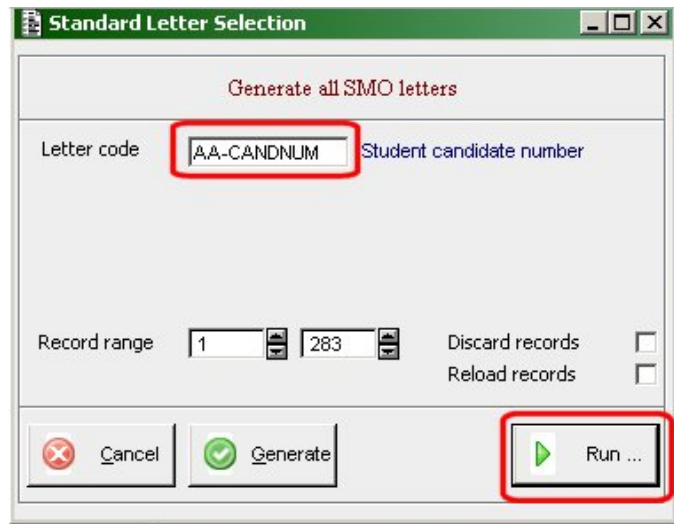 Standard Letter Selection
Generate all SMO letters
Letter code AA-CANDNUM Student candidate number
Record range 1 283 Discard records
Reload records
Cancel Generate Run ...